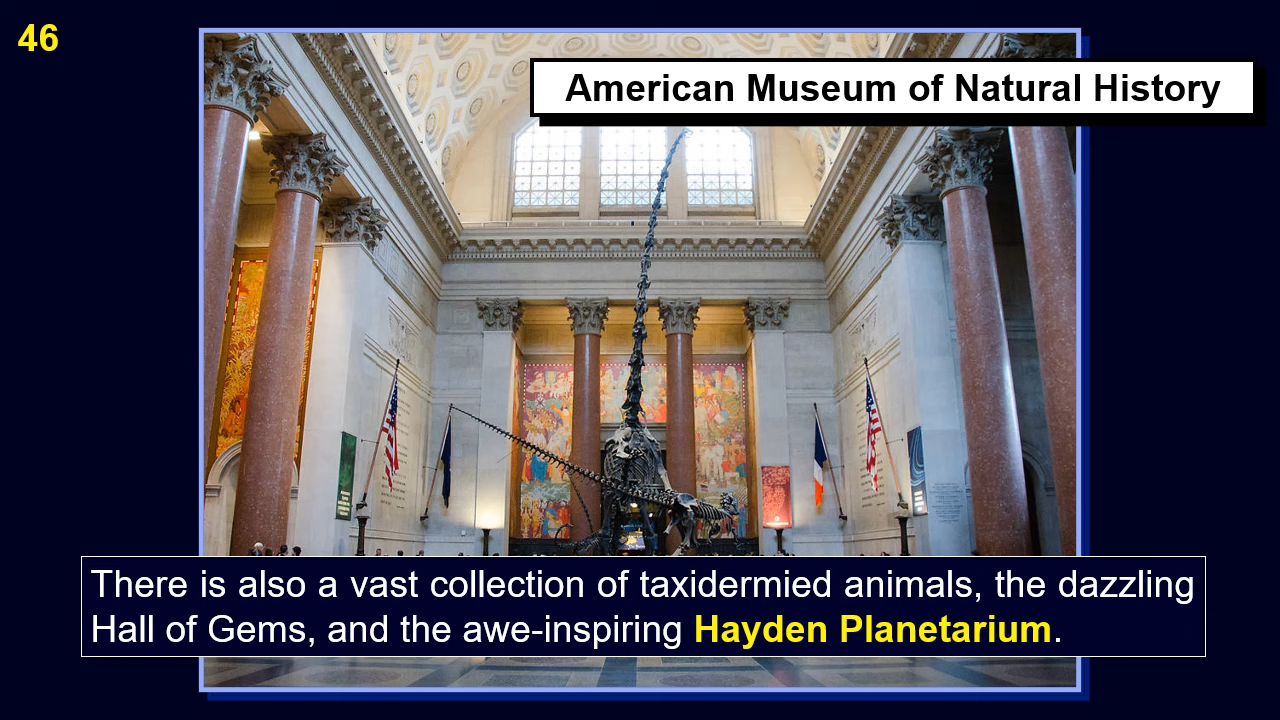 46
American Museum of Natural History
There is also a vast collection of taxidermied animals, the dazzling
Hall of Gems, and the awe-inspiring Hayden Planetarium.